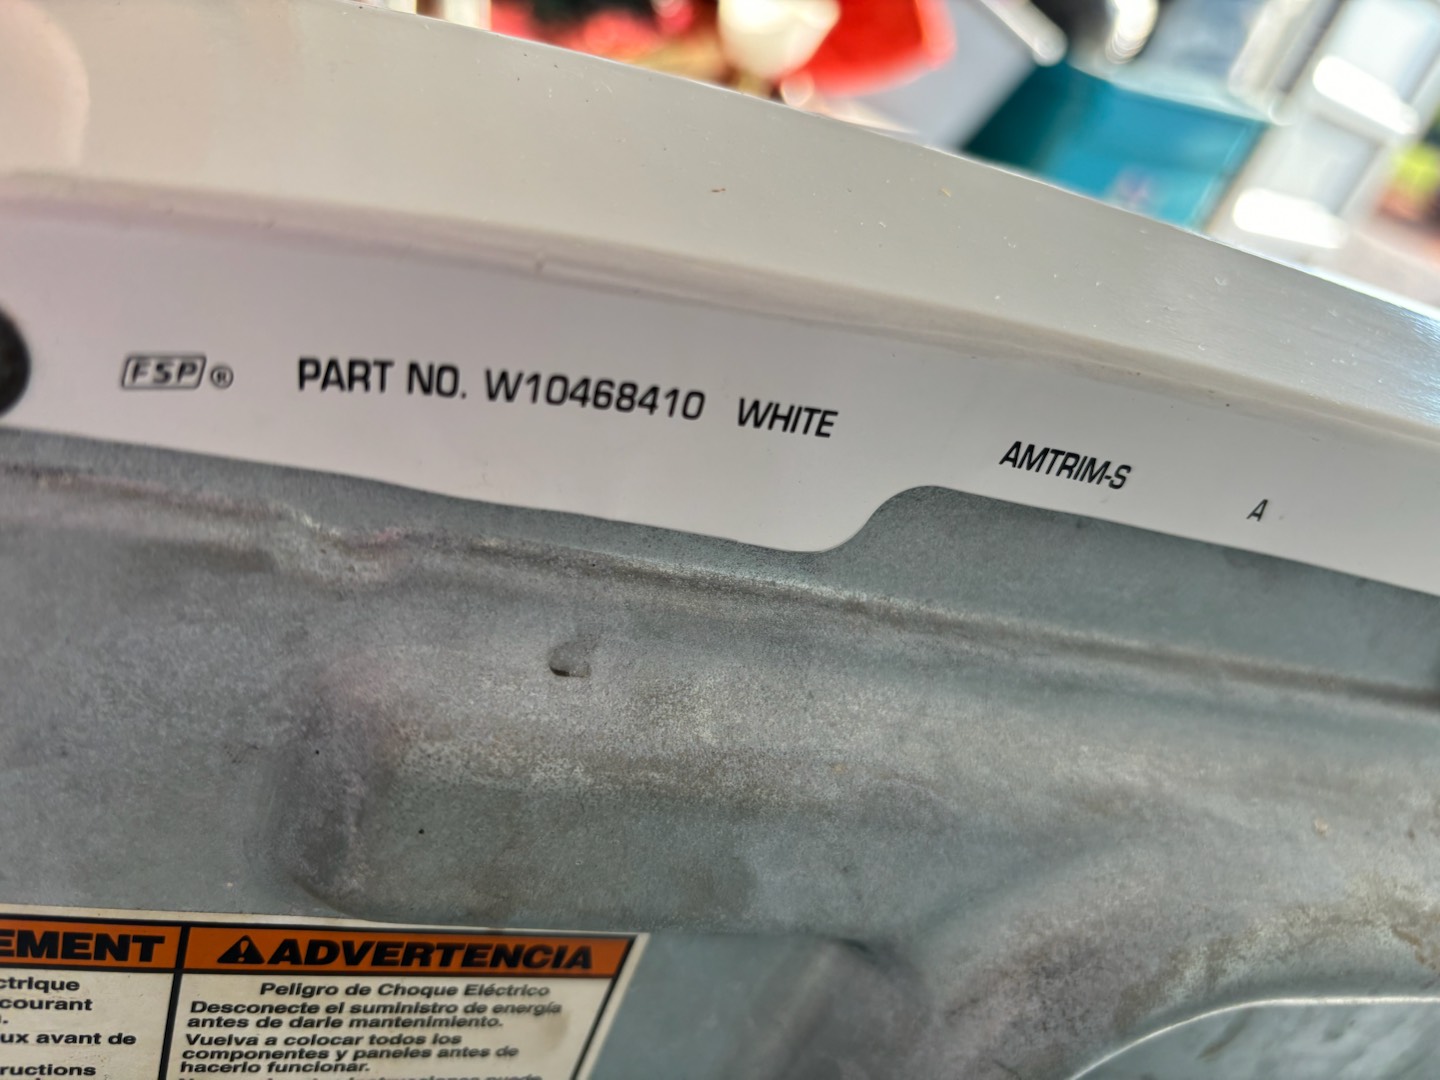 FSP® PART NO. W10468410 WHITE AMTRIM-S A
EMENT
ctrique
courant
ux avant de
ructions
⚠ADVERTENCIA
Peligro de Choque Eléctrico
Desconecte el suministro de energía
antes de darle mantenimiento.
Vuelva a colocar todos los
componentes y paneles antes de
hacerlo funcionar.